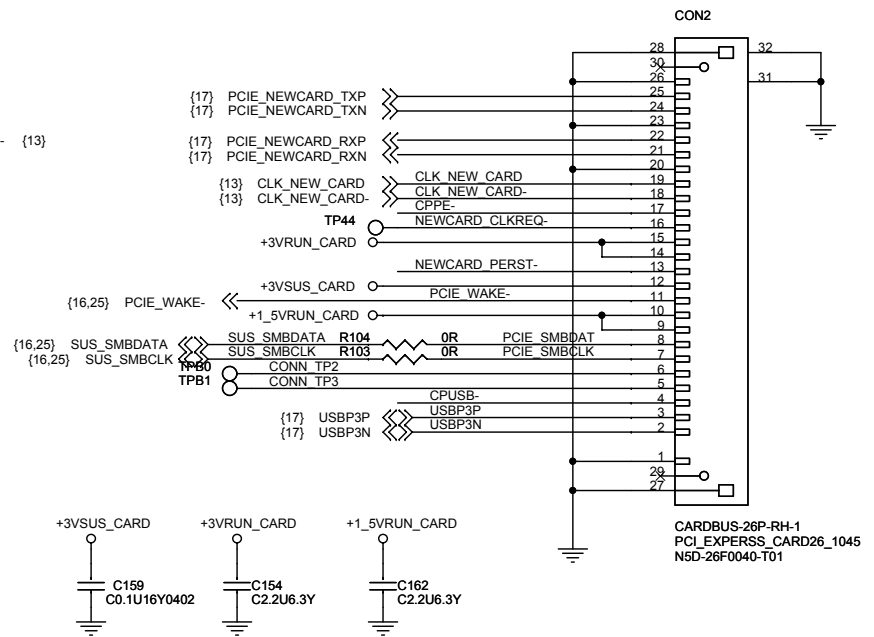 CON2
28 32
30
26 31
{17} PCIE_NEWCARD_TXP 25
{17} PCIE_NEWCARD_TXN 24
23
- {13} {17} PCIE_NEWCARD_RXP 22
{17} PCIE_NEWCARD_RXN 21
20
{13} CLK_NEW_CARD CLK_NEW_CARD 19
{13} CLK_NEW_CARD- CLK_NEW_CARD- 18
CPPE- 17
TP44 NEWCARD_CLKREQ- 16
+3VRUN_CARD 15
14
NEWCARD_PERST- 13
+3VSUS_CARD 12
{16,25} PCIE_WAKE- PCIE_WAKE- 11
+1_5VRUN_CARD 10
9
{16,25} SUS_SMBDATA SUS_SMBDATA R104 0R PCIE_SMBDAT 8
{16,25} SUS_SMBCLK SUS_SMBCLK R103 0R PCIE_SMBCLK 7
TPB0 CONN_TP2 6
TPB1 CONN_TP3 5
CPUSB- 4
{17} USBP3P USBP3P 3
{17} USBP3N USBP3N 2
1
29
27
+3VSUS_CARD +3VRUN_CARD +1_5VRUN_CARD
CARDBUS-26P-RH-1
PCI_EXPERSS_CARD26_1045
N5D-26F0040-T01
C159 C154 C162
C0.1U16Y0402 C2.2U6.3Y C2.2U6.3Y